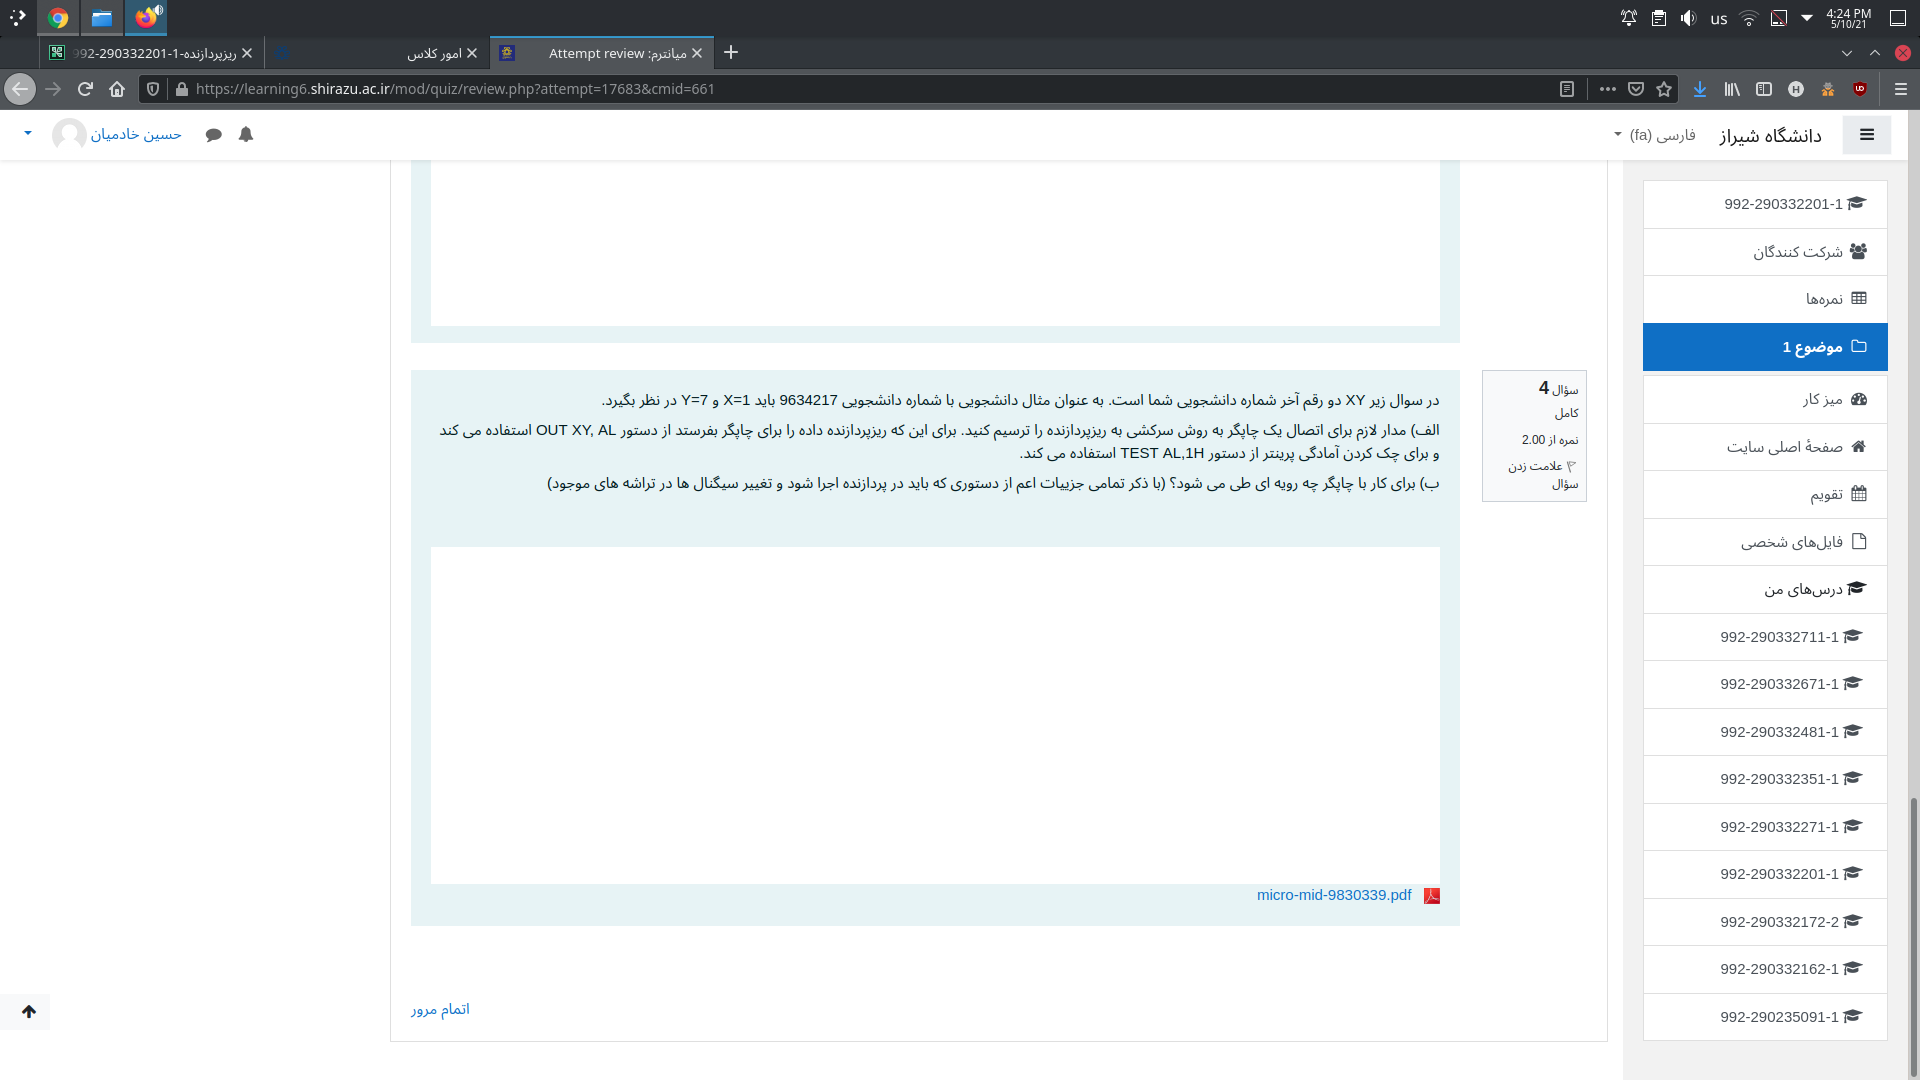 us
4:24 PM
5/10/21
ریزپردازنده-1-992-290332201
امور کلاس
میانترم: Attempt review
https://learning6.shirazu.ac.ir/mod/quiz/review.php?attempt=17683&cmid=661
دانشگاه شیراز
فارسی (fa)
حسین خادمیان
992-290332201-1
شرکت کنندگان
نمره‌ها
موضوع 1
میز کار
صفحهٔ اصلی سایت
تقویم
فایل‌های شخصی
درس‌های من
992-290332711-1
992-290332671-1
992-290332481-1
992-290332351-1
992-290332271-1
992-290332201-1
992-290332172-2
992-290332162-1
992-290235091-1
سؤال 4
کامل
نمره از 2.00
علامت زدن
سؤال
در سوال زیر XY دو رقم آخر شماره دانشجویی شما است. به عنوان مثال دانشجویی با شماره دانشجویی 9634217 باید X=1 و Y=7 در نظر بگیرد.
الف) مدار لازم برای اتصال یک چاپگر به روش سرکشی به ریزپردازنده را ترسیم کنید. برای این که ریزپردازنده داده را برای چاپگر بفرستد از دستور OUT XY, AL استفاده می کند
و برای چک کردن آمادگی پرینتر از دستور TEST AL,1H استفاده می کند.
ب) برای کار با چاپگر چه رویه ای طی می شود؟ (با ذکر تمامی جزییات اعم از دستوری که باید در پردازنده اجرا شود و تغییر سیگنال ها در تراشه های موجود)
micro-mid-9830339.pdf
اتمام مرور